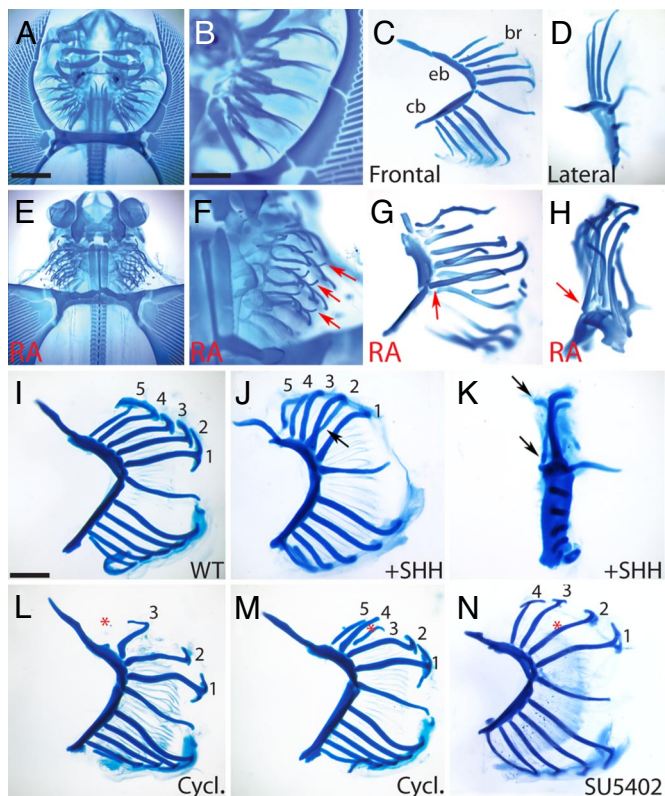 A B C D
br
eb
cb
Frontal Lateral
E F G H
RA RA RA RA
I J K
5 4 3 2 1
5 4 3 2 1
WT +SHH +SHH
L M N
* 3 2 1
5 4 * 3 2 1
4 3 * 2 1
Cycl. Cycl. SU5402